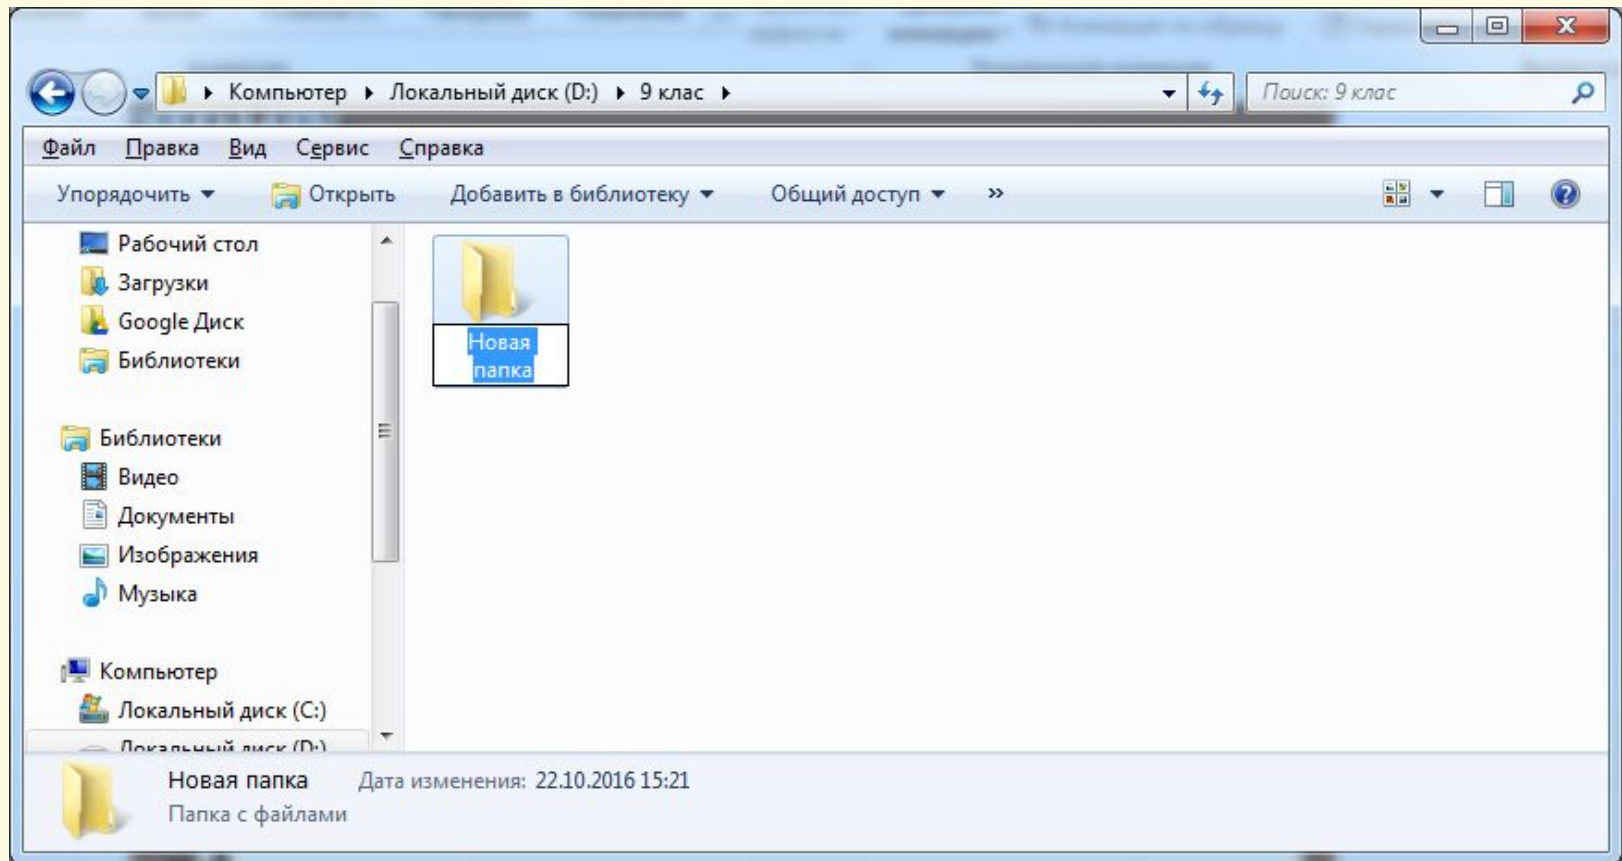 Компьютер Локальный диск (D:) 9 клас
Поиск: 9 клас
Файл Правка Вид Сервис Справка
Упорядочить Открыть Добавить в библиотеку Общий доступ »
Рабочий стол
Загрузки
Google Диск
Библиотеки
Библиотеки
Видео
Документы
Изображения
Музыка
Компьютер
Локальный диск (C:)
Локальный диск (D:)
Новая
папка
Новая папка Дата изменения: 22.10.2016 15:21
Папка с файлами